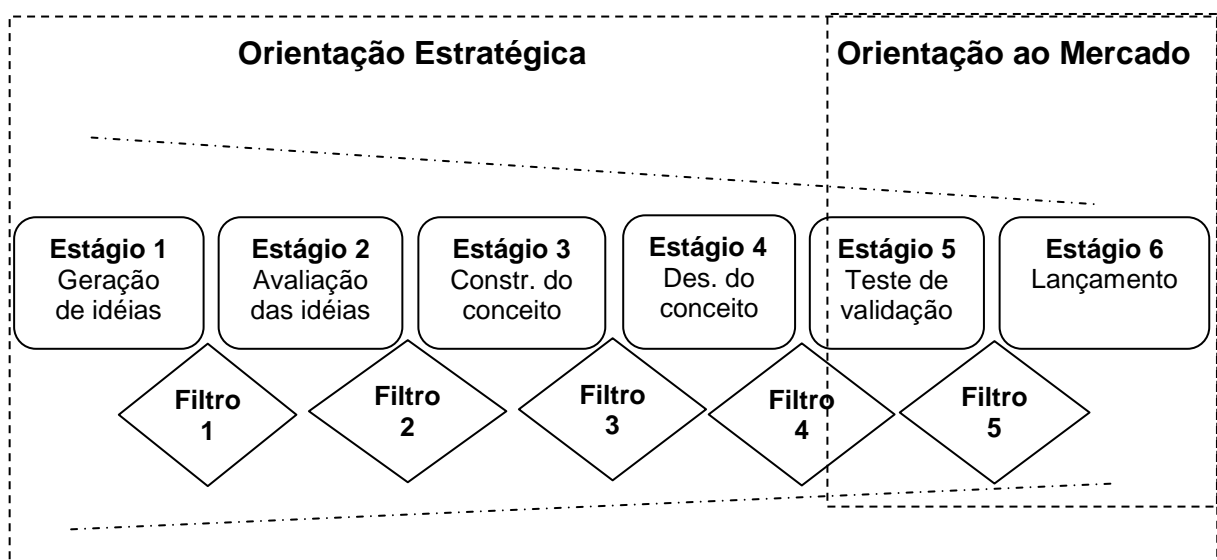 Orientação Estratégica
Orientação ao Mercado
Estágio 1
Geração
de idéias
Estágio 2
Avaliação
das idéias
Estágio 3
Constr. do
conceito
Estágio 4
Des. do
conceito
Estágio 5
Teste de
validação
Estágio 6
Lançamento
Filtro
1
Filtro
2
Filtro
3
Filtro
4
Filtro
5